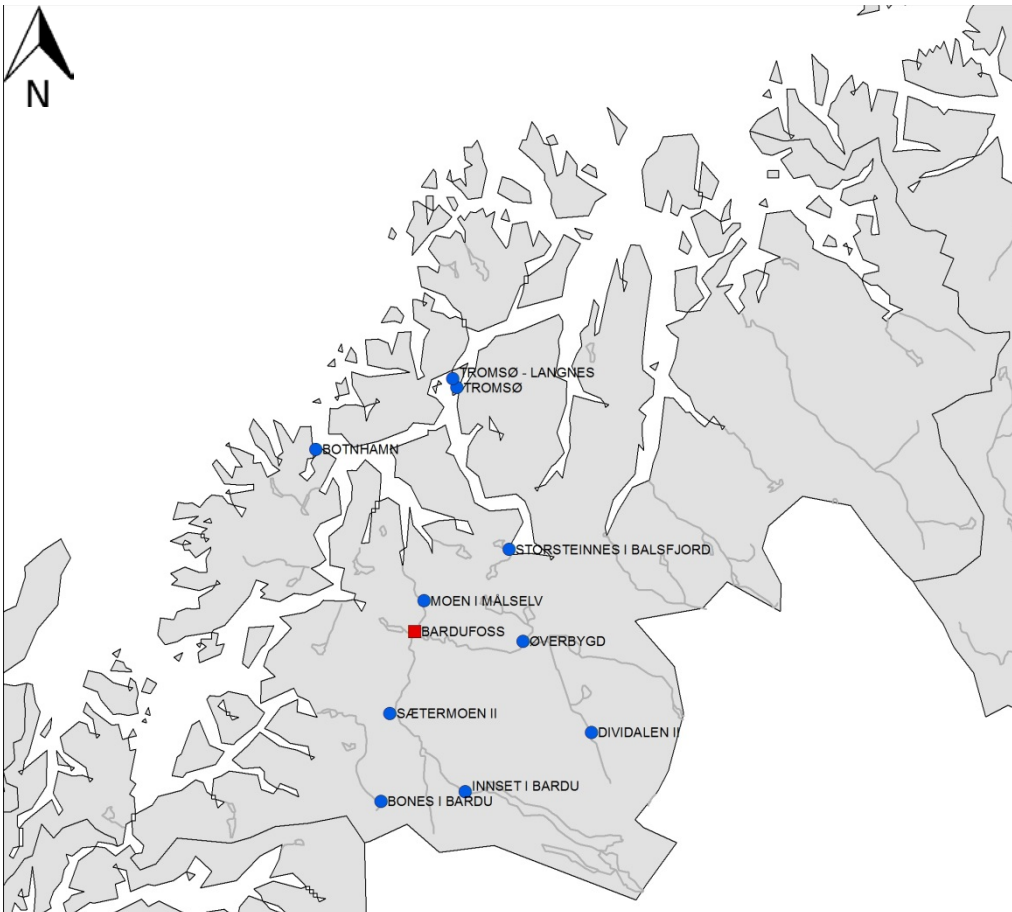 N
TROMSØ - LANGNES
TROMSØ
BOTNHAMN
STORSTEINNES I BALSFJORD
MOEN I MÅLSELV
BARDUFOSS
ØVERBYGD
SÆTERMOEN II
DIVIDALEN II
INNSET I BARDU
BONES I BARDU